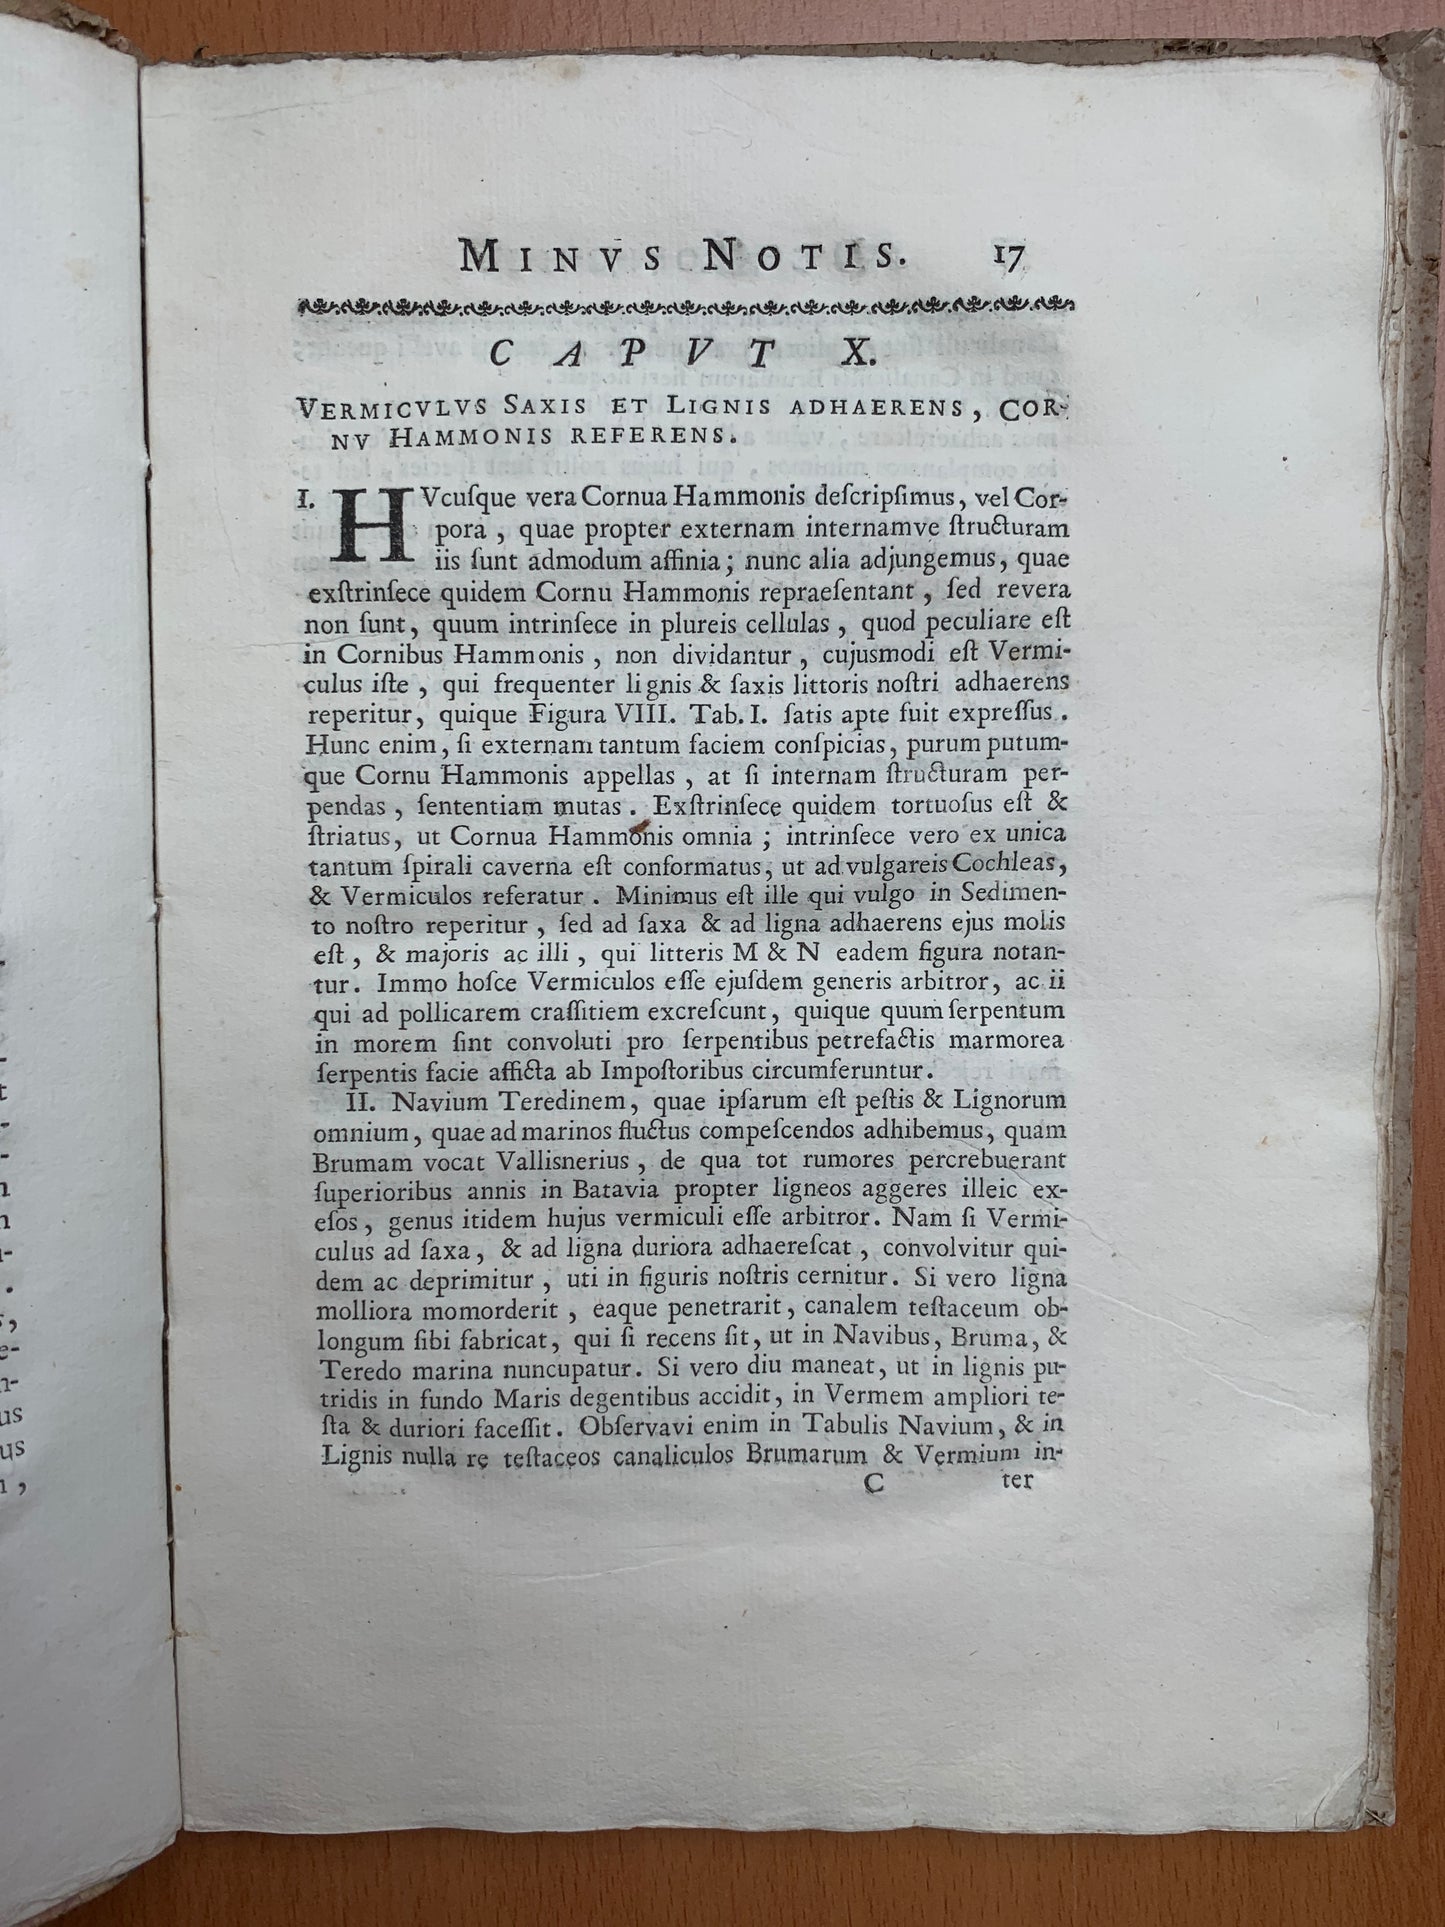 MINVS NOTIS. 17
CAPVT X.
VERMICVLVS SAXIS ET LIGNIS ADHAERENS, COR-
NV HAMMONIS REFERENS.
I. HVcuſque vera Cornua Hammonis deſcripſimus, vel Cor-
pora, quae propter externam internamve ſtructuram
iis ſunt admodum affinia; nunc alia adjungemus, quae
exſtrinſece quidem Cornu Hammonis repraeſentant, ſed revera
non ſunt, quum intrinſece in plureis cellulas, quod peculiare eſt
in Cornibus Hammonis, non dividantur, cujusmodi eſt Vermi-
culus iſte, qui frequenter lignis & ſaxis littoris noſtri adhaerens
reperitur, quique Figura VIII. Tab. I. ſatis apte fuit expreſſus.
Hunc enim, ſi externam tantum faciem conſpicias, purum putum-
que Cornu Hammonis appellas, at ſi internam ſtructuram per-
pendas, ſententiam mutas. Exſtrinſece quidem tortuoſus eſt &
ſtriatus, ut Cornua Hammonis omnia; intrinſece vero ex unica
tantum ſpirali caverna eſt conformatus, ut ad vulgareis Cochleas,
& Vermiculos referatur. Minimus eſt ille qui vulgo in Sedimen-
to noſtro reperitur, ſed ad ſaxa & ad ligna adhaerens ejus molis
eſt, & majoris ac illi, qui litteris M & N eadem figura notan-
tur. Immo hoſce Vermiculos eſſe ejuſdem generis arbitror, ac ii
qui ad pollicarem craſſitiem excreſcunt, quique quum ſerpentum
in morem ſint convoluti pro ſerpentibus petrefactis marmorea
ſerpentis facie afficta ab Impoſtoribus circumferuntur.
II. Navium Teredinem, quae ipſarum eſt peſtis & Lignorum
omnium, quae ad marinos fluctus compeſcendos adhibemus, quam
Brumam vocat Vallisnerius, de qua tot rumores percrebuerant
ſuperioribus annis in Batavia propter ligneos aggeres illeic ex-
eſos, genus itidem hujus vermiculi eſſe arbitror. Nam ſi Vermi-
culus ad ſaxa, & ad ligna duriora adhaereſcat, convolvitur qui-
dem ac deprimitur, uti in figuris noſtris cernitur. Si vero ligna
molliora momorderit, eaque penetrarit, canalem teſtaceum ob-
longum ſibi fabricat, qui ſi recens ſit, ut in Navibus, Bruma, &
Teredo marina nuncupatur. Si vero diu maneat, ut in lignis pu-
tridis in fundo Maris degentibus accidit, in Vermem ampliori te-
ſta & duriori faceſſit. Obſervavi enim in Tabulis Navium, & in
Lignis nulla re teſtaceos canaliculos Brumarum & Vermium in-
C ter